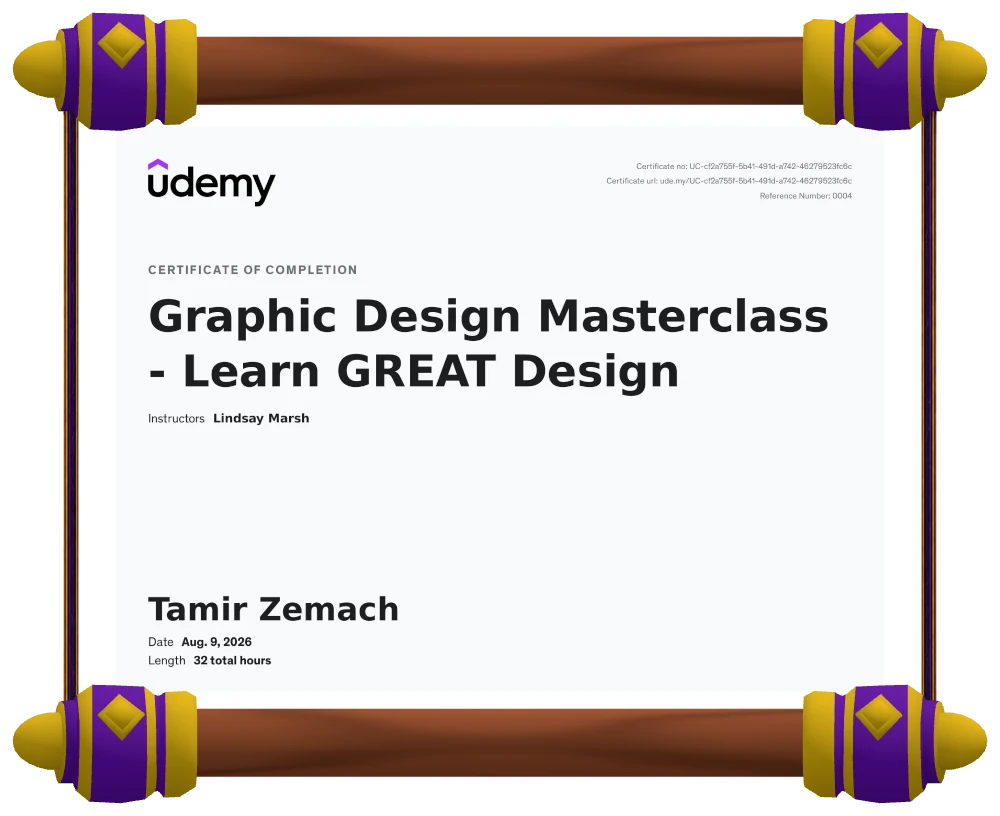 udemy
Certificate no: UC-cf2a755f-5b41-491d-a742-46279523fc6c
Certificate url: ude.my/UC-cf2a755f-5b41-491d-a742-46279523fc6c
Reference Number: 0004
CERTIFICATE OF COMPLETION
Graphic Design Masterclass
- Learn GREAT Design
Instructors Lindsay Marsh
Tamir Zemach
Date Aug. 9, 2026
Length 32 total hours